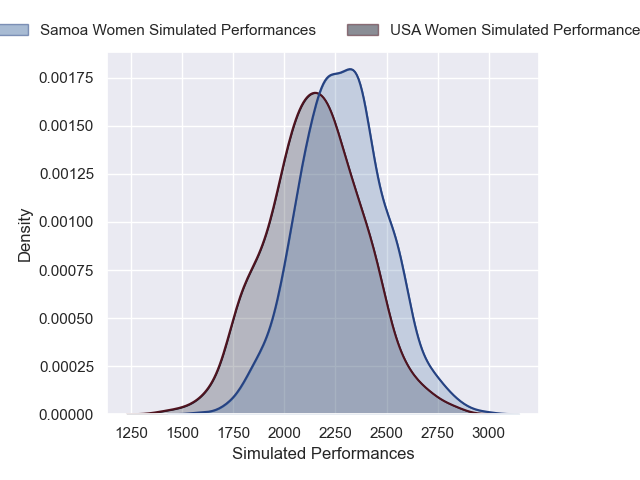 Samoa Women Simulated Performances
USA Women Simulated Performance
0.00175
0.00150
0.00125
0.00100
0.00075
0.00050
0.00025
0.00000
Density
1250 1500 1750 2000 2250 2500 2750 3000
Simulated Performances